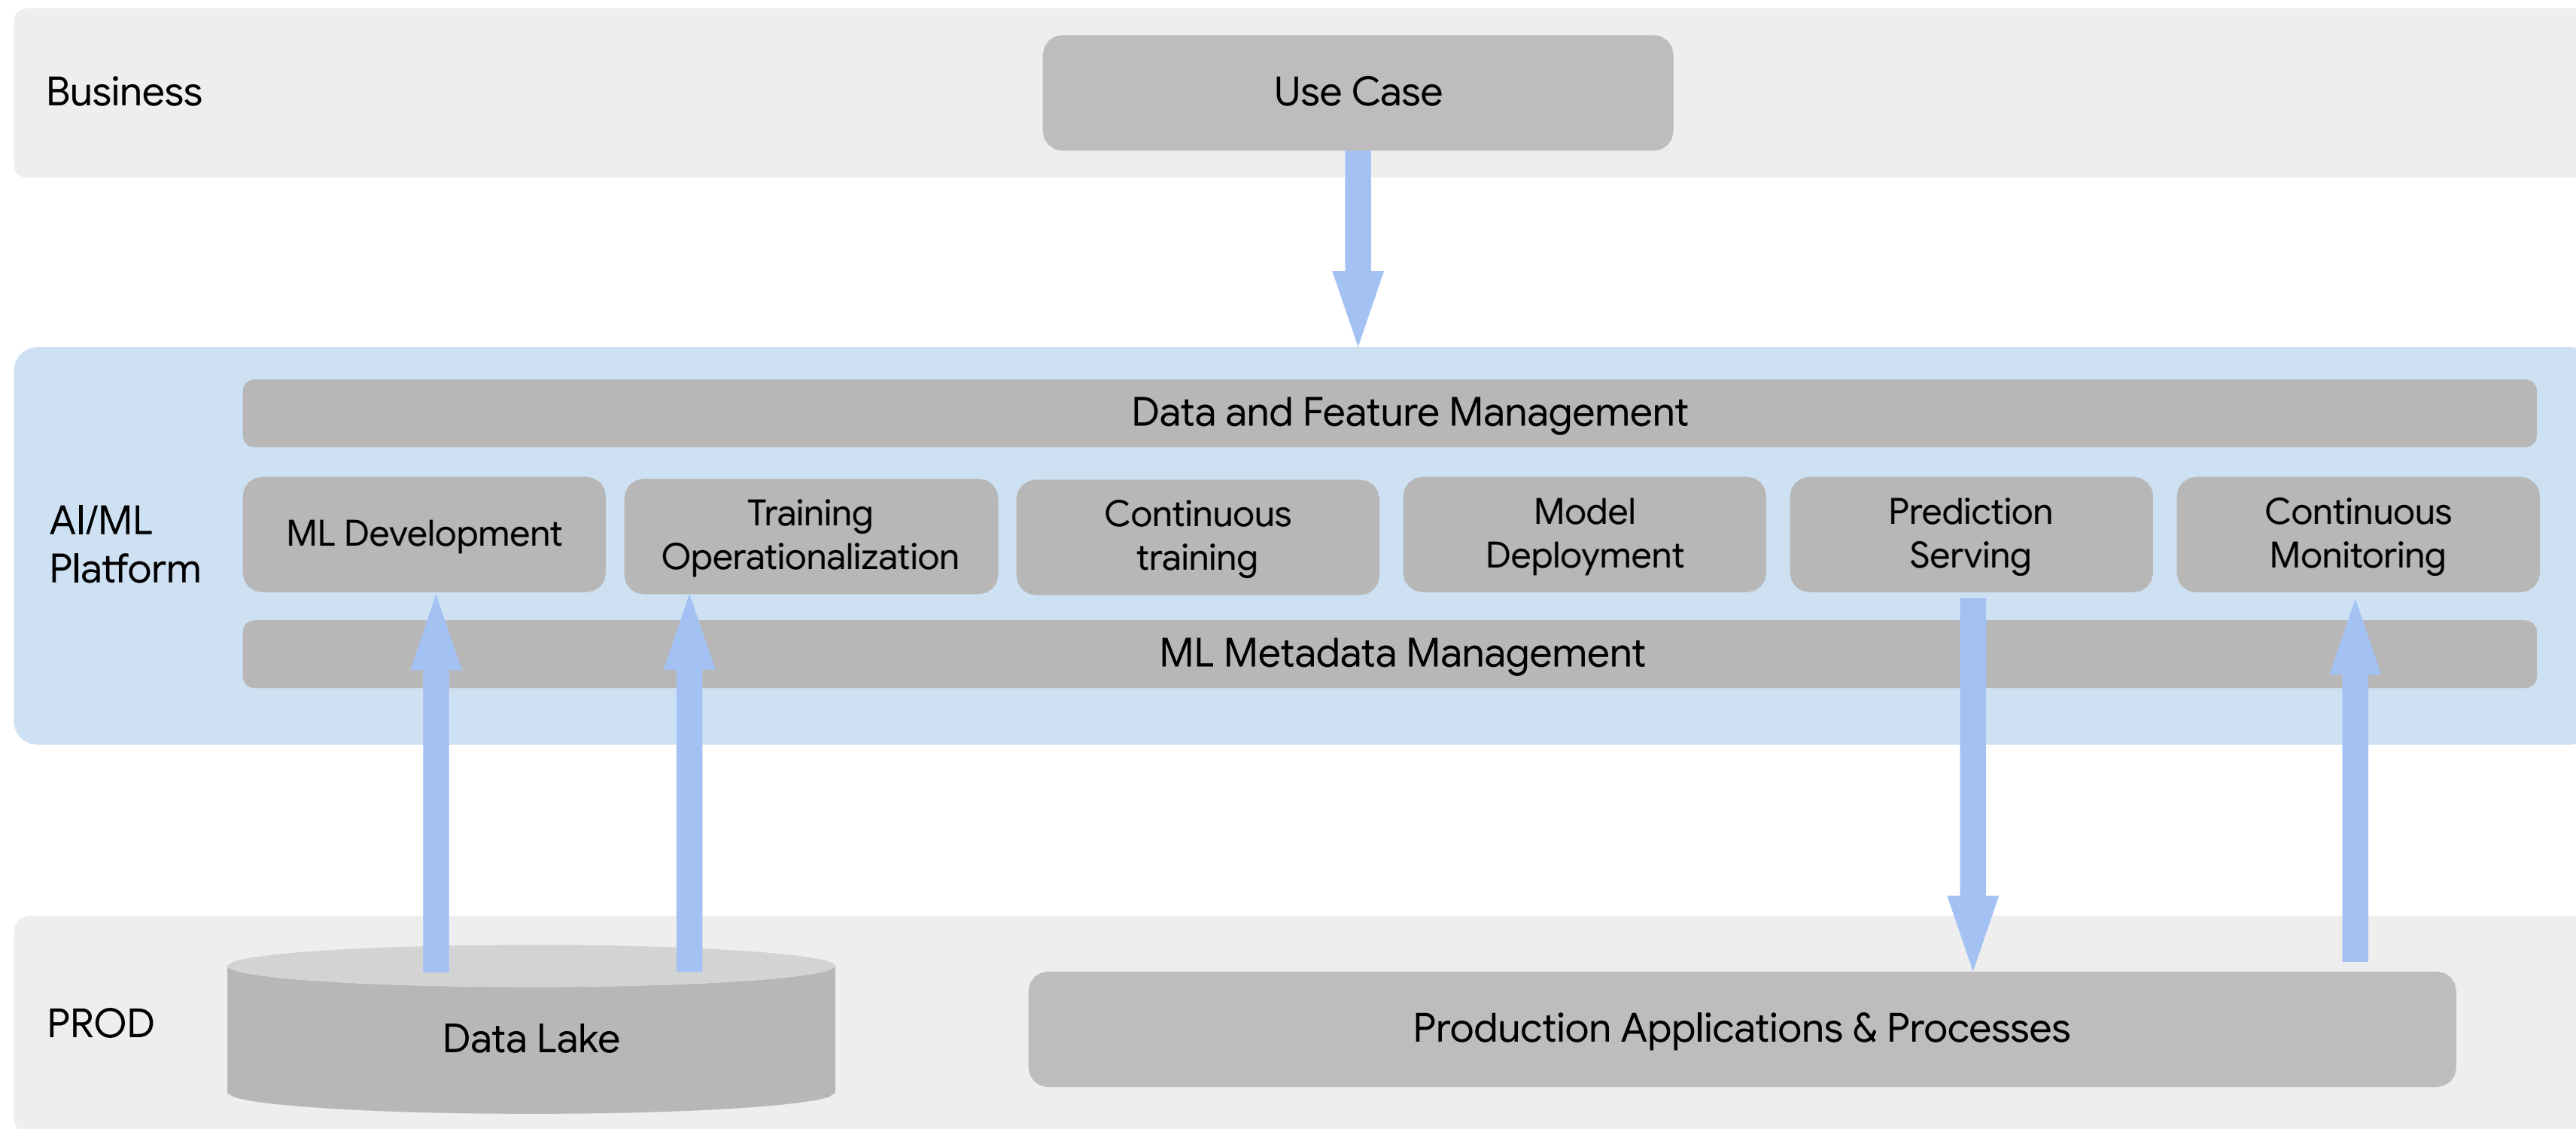 Business
Use Case
Data and Feature Management
AI/ML
Platform
ML Development
Training
Operationalization
Continuous
training
Model
Deployment
Prediction
Serving
Continuous
Monitoring
ML Metadata Management
PROD
Data Lake
Production Applications & Processes